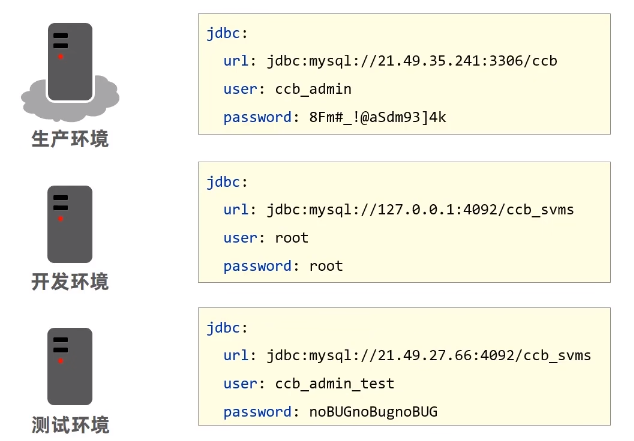 jdbc:
url: jdbc:mysql://21.49.35.241:3306/ccb
user: ccb_admin
password: 8Fm#_!@aSdm93]4k
生产环境
jdbc:
url: jdbc:mysql://127.0.0.1:4092/ccb_svms
user: root
password: root
开发环境
jdbc:
url: jdbc:mysql://21.49.27.66:4092/ccb_svms
user: ccb_admin_test
password: noBUGnoBugnoBUG
测试环境